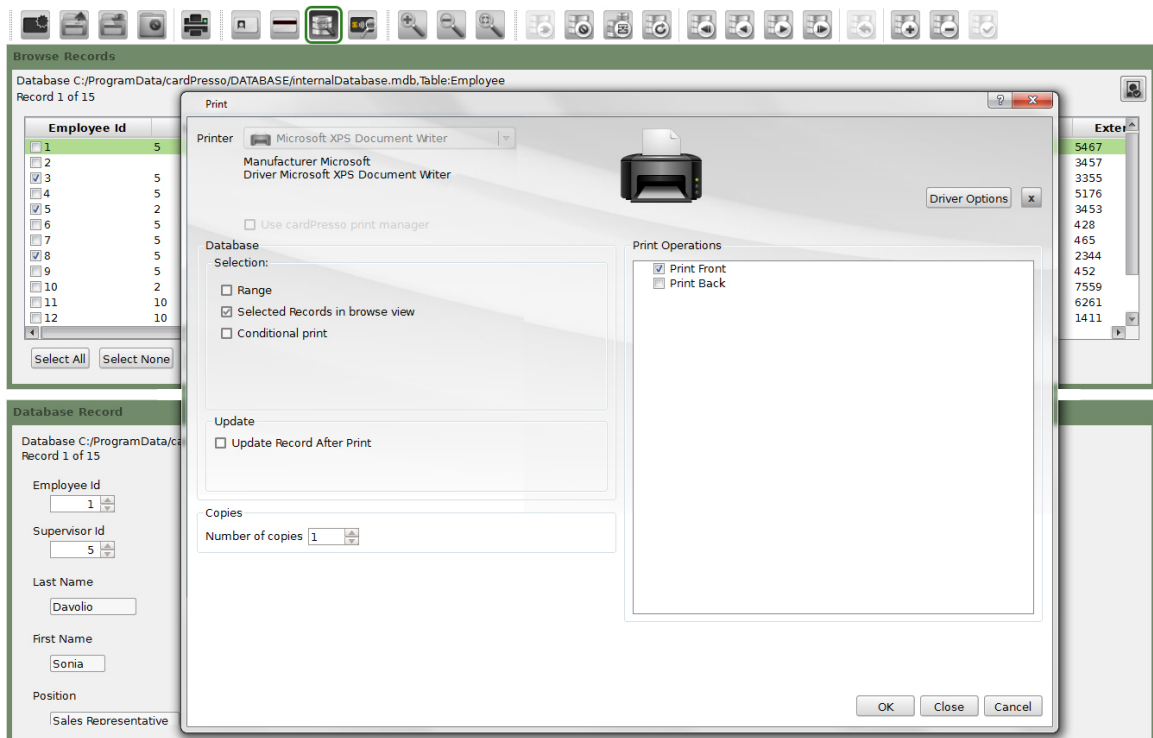 Browse Records
Database C:/ProgramData/cardPresso/DATABASE/internalDatabase.mdb,Table:Employee
Record 1 of 15
Employee Id
Exter
1 5 5467
2 3457
3 5 3355
4 5 5176
5 2 3453
6 5 428
7 5 465
8 5 2344
9 5 452
10 2 7559
11 10 6261
12 10 1411
Select All Select None
Print
Printer Microsoft XPS Document Writer
Manufacturer Microsoft
Driver Microsoft XPS Document Writer
Driver Options x
Use cardPresso print manager
Database
Selection:
Range
Selected Records in browse view
Conditional print
Update
Update Record After Print
Copies
Number of copies 1
Print Operations
Print Front
Print Back
OK Close Cancel
Database Record
Database C:/ProgramData/ca
Record 1 of 15
Employee Id
1
Supervisor Id
5
Last Name
Davolio
First Name
Sonia
Position
Sales Representative